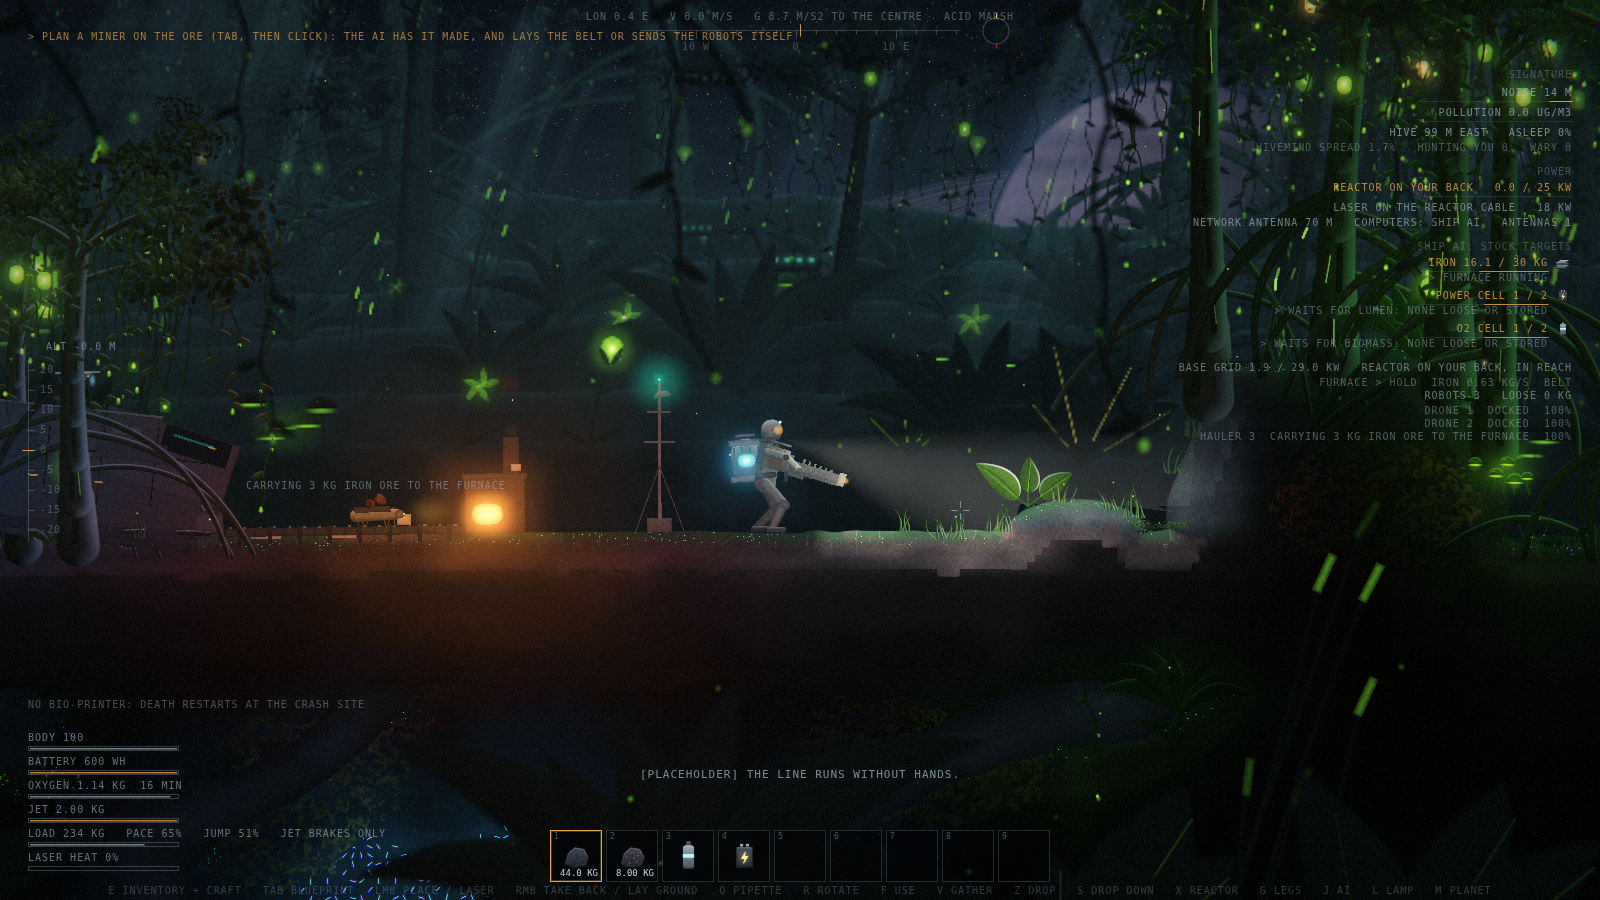 LON 0.4 E   V 0.0 M/S   G 8.7 M/S2 TO THE CENTRE   ACID MARSH
> PLAN A MINER ON THE ORE (TAB, THEN CLICK): THE AI HAS IT MADE, AND LAYS THE BELT OR SENDS THE ROBOTS ITSELF
10 W   0   10 E
SIGNATURE
NOISE 14 M
POLLUTION 0.0 UG/M3
HIVE 99 M EAST   ASLEEP 0%
HIVEMIND SPREAD 1.7%   HUNTING YOU 0   WARY 0
POWER
REACTOR ON YOUR BACK   0.0 / 25 KW
LASER ON THE REACTOR CABLE   18 KW
NETWORK ANTENNA 70 M   COMPUTERS: SHIP AI   ANTENNAS 1
SHIP AI: STOCK TARGETS
IRON 16.1 / 30 KG
> FURNACE RUNNING
POWER CELL 1 / 2
> WAITS FOR LUMEN: NONE LOOSE OR STORED
O2 CELL 1 / 2
> WAITS FOR BIOMASS: NONE LOOSE OR STORED
BASE GRID 1.9 / 29.0 KW   REACTOR ON YOUR BACK, IN REACH
FURNACE > HOLD   IRON 0.63 KG/S   BELT
ROBOTS 3   LOOSE 0 KG
DRONE 1  DOCKED  100%
DRONE 2  DOCKED  100%
HAULER 3  CARRYING 3 KG IRON ORE TO THE FURNACE  100%
ALT -0.0 M
20
15
10
5
0
-5
-10
-15
-20
CARRYING 3 KG IRON ORE TO THE FURNACE
NO BIO-PRINTER: DEATH RESTARTS AT THE CRASH SITE
BODY 100
BATTERY 600 WH
OXYGEN 1.14 KG  16 MIN
JET 2.00 KG
LOAD 234 KG   PACE 65%   JUMP 51%   JET BRAKES ONLY
LASER HEAT 0%
[PLACEHOLDER] THE LINE RUNS WITHOUT HANDS.
1 2 3 4 5 6 7 8 9
44.0 KG   8.00 KG
E INVENTORY + CRAFT   TAB BLUEPRINT   LMB PLACE / LASER   RMB TAKE BACK / LAY GROUND   Q PIPETTE   R ROTATE   F USE   V GATHER   Z DROP   S DROP DOWN   X REACTOR   G LEGS   J AI   L LAMP   M PLANET